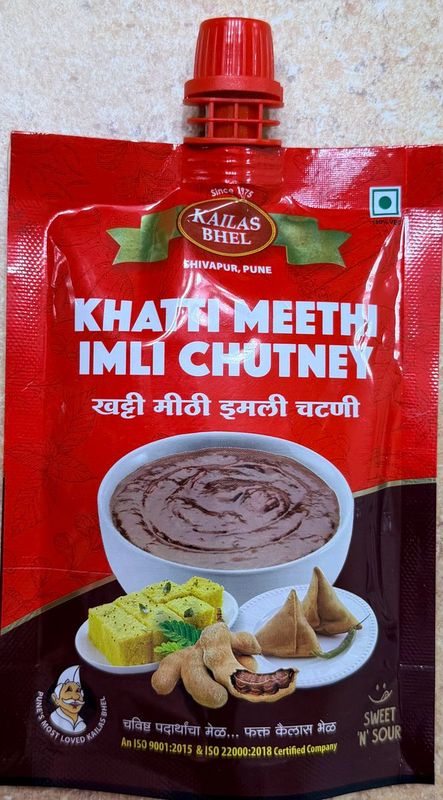 Since 1975
KAILAS
BHEL
SHIVAPUR, PUNE
KHATTI MEETHI
IMLI CHUTNEY
खट्टी मीठी इमली चटणी
PUNE'S MOST LOVED KAILAS BHEL
चविष्ट पदार्थांचा मेळ... फक्त कैलास भेळ
An ISO 9001:2015 & ISO 22000:2018 Certified Company
SWEET
'N' SOUR